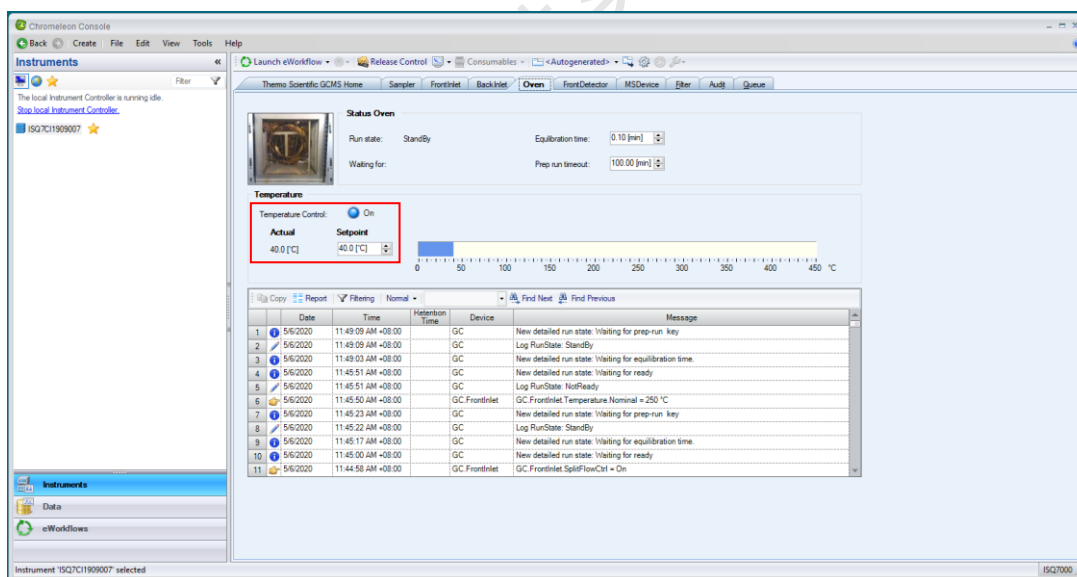 Chromeleon Console
Back Create File Edit View Tools Help
Instruments «
Launch eWorkflow Release Control Consumables <Autogenerated>
Filter
Thermo Scientific GCMS Home Sampler FrontInlet BackInlet Oven FrontDetector MSDevice Filter Audit Queue
The local Instrument Controller is running idle.
Stop local Instrument Controller.
ISQ7CI1909007
Status Oven
Run state: StandBy Equilibration time: 0.10 [min]
Waiting for: Prep run timeout: 100.00 [min]
Temperature
Temperature Control: On
Actual Setpoint
40.0 [°C] 40.0 [°C]
0 50 100 150 200 250 300 350 400 450 °C
Copy Report Filtering Normal Find Next Find Previous
Date Time Retention Time Device Message
1 5/6/2020 11:49:09 AM +08:00 GC New detailed run state: Waiting for prep-run key
2 5/6/2020 11:49:09 AM +08:00 GC Log RunState: StandBy
3 5/6/2020 11:49:03 AM +08:00 GC New detailed run state: Waiting for equilibration time.
4 5/6/2020 11:45:51 AM +08:00 GC New detailed run state: Waiting for ready
5 5/6/2020 11:45:51 AM +08:00 GC Log RunState: NotReady
6 5/6/2020 11:45:50 AM +08:00 GC.FrontInlet GC.FrontInlet.Temperature.Nominal = 250 °C
7 5/6/2020 11:45:23 AM +08:00 GC New detailed run state: Waiting for prep-run key
8 5/6/2020 11:45:22 AM +08:00 GC Log RunState: StandBy
9 5/6/2020 11:45:17 AM +08:00 GC New detailed run state: Waiting for equilibration time.
10 5/6/2020 11:45:00 AM +08:00 GC New detailed run state: Waiting for ready
11 5/6/2020 11:44:58 AM +08:00 GC.FrontInlet GC.FrontInlet.SplitFlowCtrl = On
Instruments
Data
eWorkflows
Instrument 'ISQ7CI1909007' selected ISQ7000